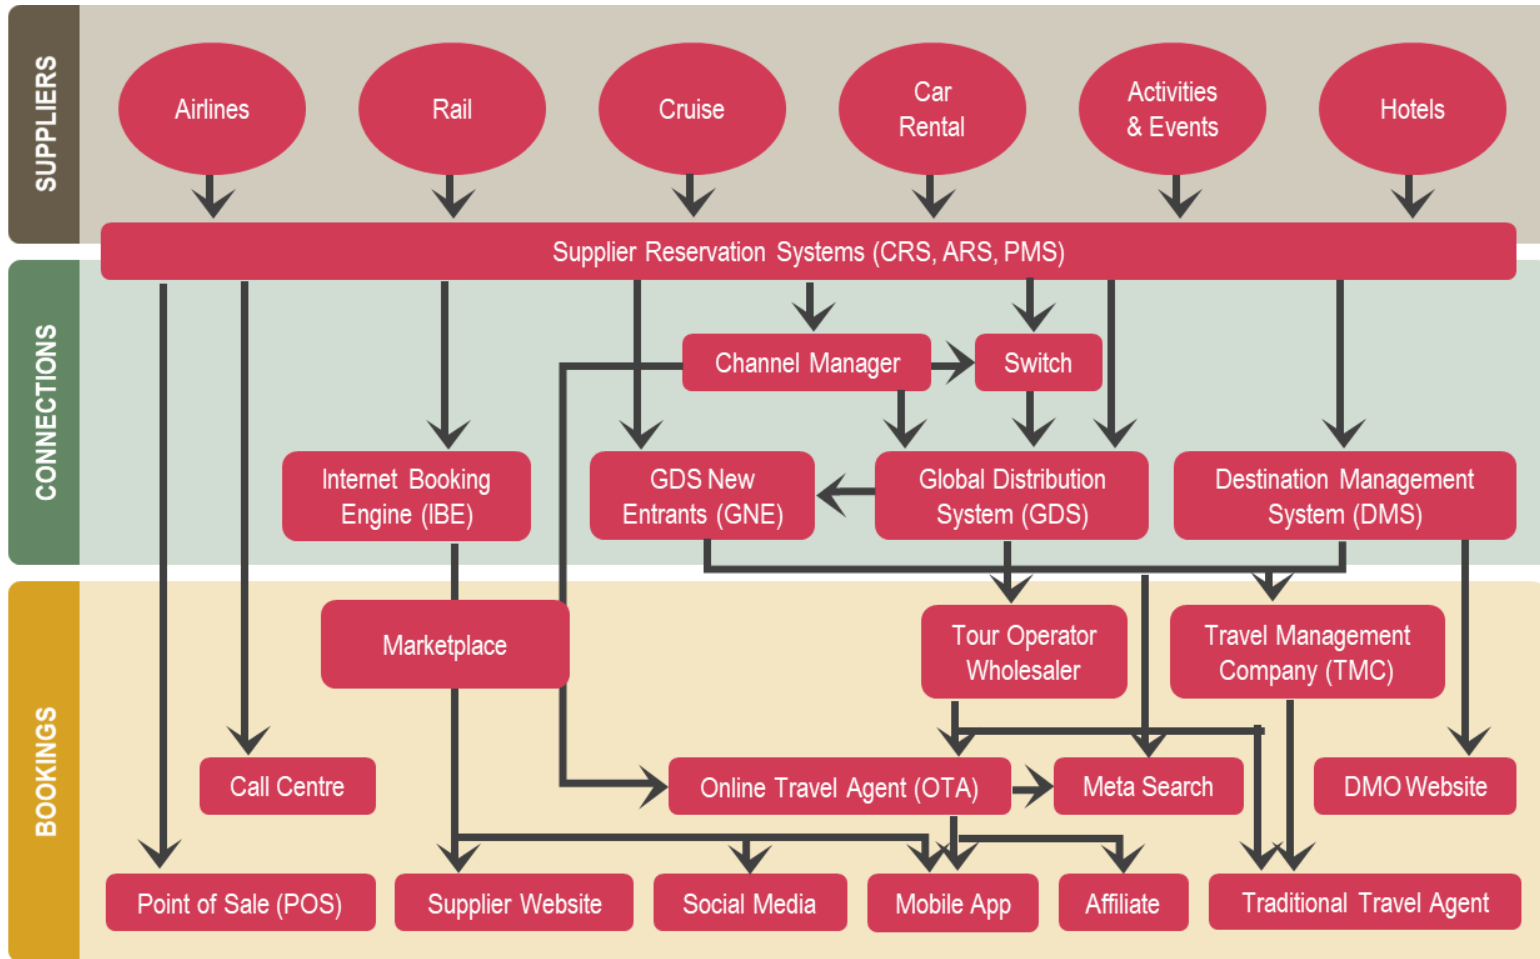 SUPPLIERS
Airlines
Rail
Cruise
Car
Rental
Activities
& Events
Hotels
Supplier Reservation Systems (CRS, ARS, PMS)
CONNECTIONS
Channel Manager
Switch
Internet Booking
Engine (IBE)
GDS New
Entrants (GNE)
Global Distribution
System (GDS)
Destination Management
System (DMS)
BOOKINGS
Marketplace
Tour Operator
Wholesaler
Travel Management
Company (TMC)
Call Centre
Online Travel Agent (OTA)
Meta Search
DMO Website
Point of Sale (POS)
Supplier Website
Social Media
Mobile App
Affiliate
Traditional Travel Agent